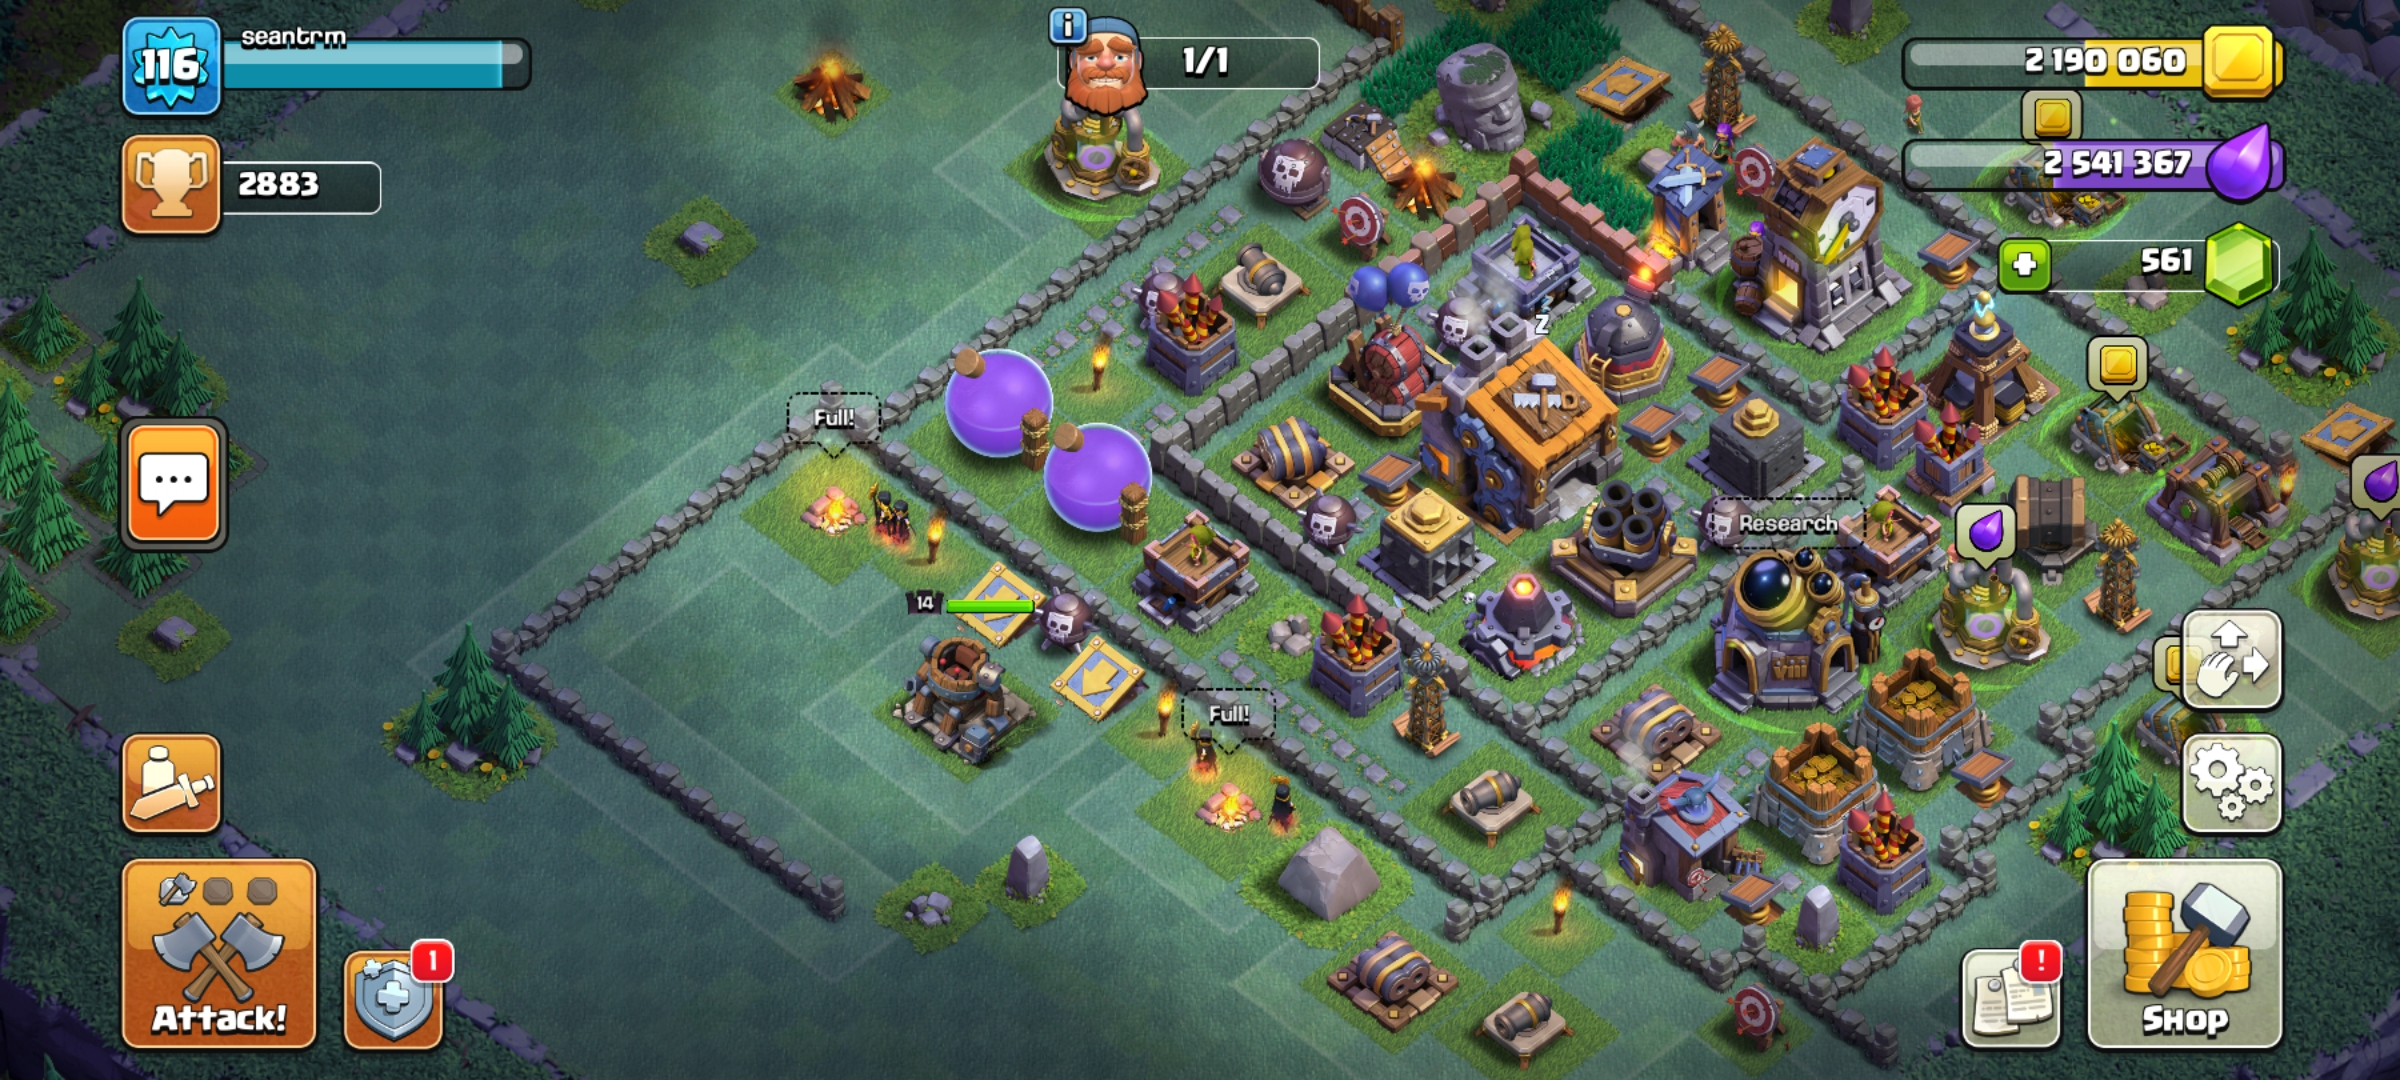 116
seantrm
i
1/1
2 190 060
2 541 367
2883
561
Z
Full!
Research
14
Full!
VIII
1
!
Attack!
Shop